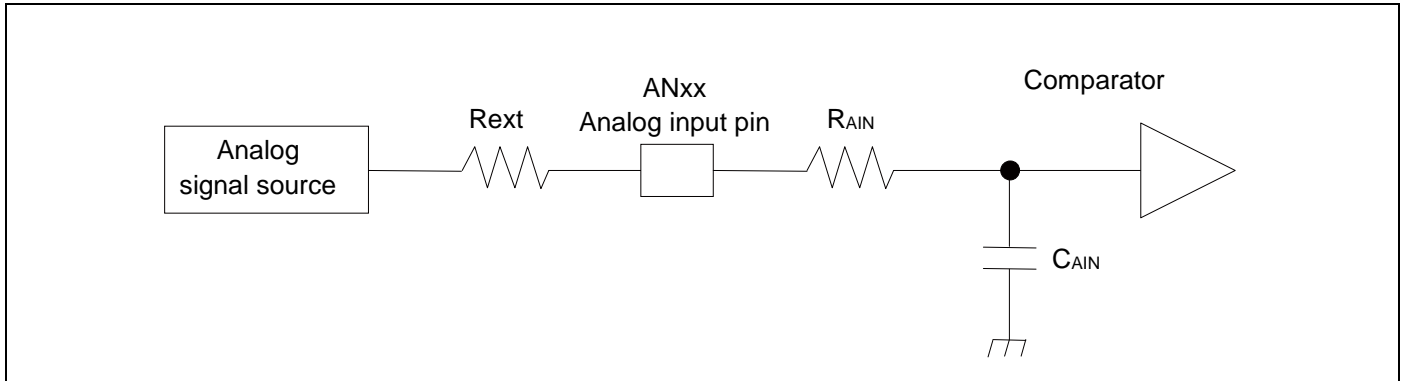 Comparator
ANxx
Analog input pin
Rext
RAIN
Analog
signal source
CAIN